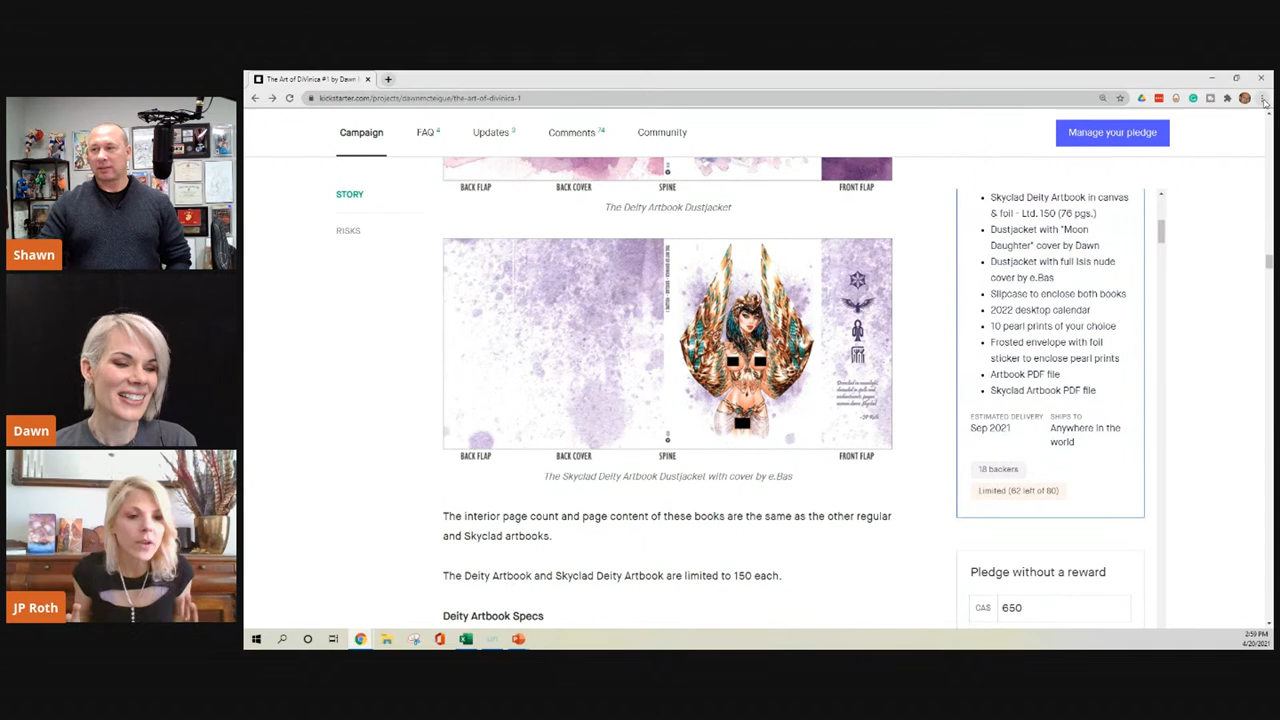 The Art of DiVinica #1 by Dawn
kickstarter.com/projects/dawnmcteigue/the-art-of-divinica-1
Campaign
FAQ 4
Updates 3
Comments 74
Community
Manage your pledge
STORY
RISKS
BACK FLAP
BACK COVER
SPINE
FRONT FLAP
The Deity Artbook Dustjacket
BACK FLAP
BACK COVER
SPINE
FRONT FLAP
The Skyclad Deity Artbook Dustjacket with cover by e.Bas
The interior page count and page content of these books are the same as the other regular
and Skyclad artbooks.
The Deity Artbook and Skyclad Deity Artbook are limited to 150 each.
Deity Artbook Specs
Skyclad Deity Artbook in canvas
& foil - Ltd. 150 (76 pgs.)
Dustjacket with "Moon
Daughter" cover by Dawn
Dustjacket with full Isis nude
cover by e.Bas
Slipcase to enclose both books
2022 desktop calendar
10 pearl prints of your choice
Frosted envelope with foil
sticker to enclose pearl prints
Artbook PDF file
Skyclad Artbook PDF file
ESTIMATED DELIVERY
Sep 2021
SHIPS TO
Anywhere in the
world
18 backers
Limited (62 left of 80)
Pledge without a reward
CA$ 650
2:59 PM
4/20/2021
Shawn
Dawn
JP Roth